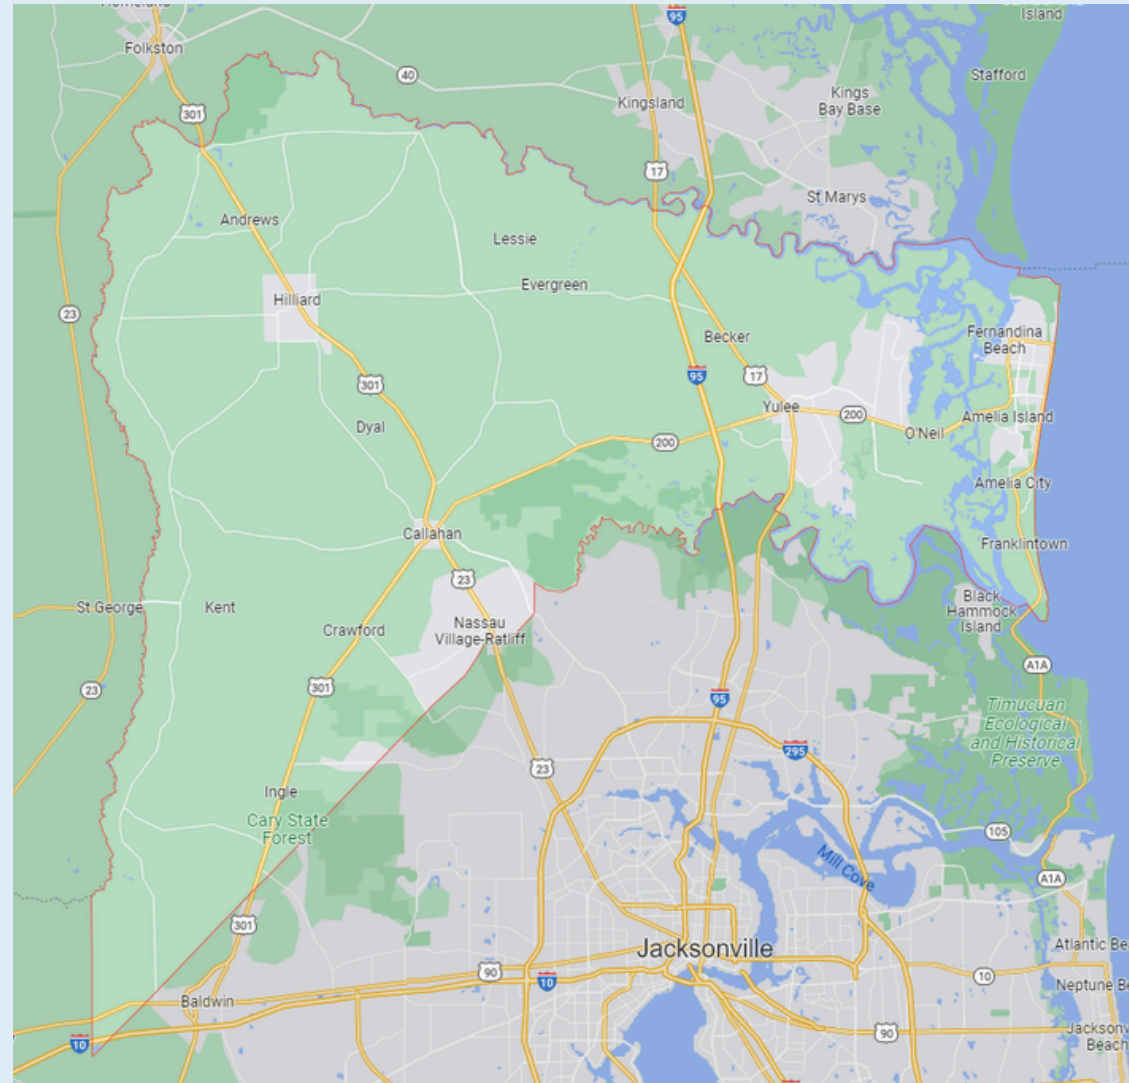 Island
95
Folkston
40
Stafford
Kings
Bay Base
Kingsland
301
23
17
St Marys
Andrews
Lessie
Evergreen
Hilliard
23
Fernandina
Beach
Becker
95
17
301
Yulee
200
Amelia Island
Dyal
O'Neil
200
Amelia City
Callahan
Franklintown
23
Black
Hammock
Island
St George
Kent
Nassau
Village-Ratliff
Crawford
A1A
301
23
95
Timucuan
Ecological
and Historical
Preserve
295
23
Ingle
Cary State
Forest
105
Mill Cove
A1A
301
Jacksonville
Atlantic Be
90
10
10
Neptune Be
Baldwin
10
90
Jacksonv
Beach